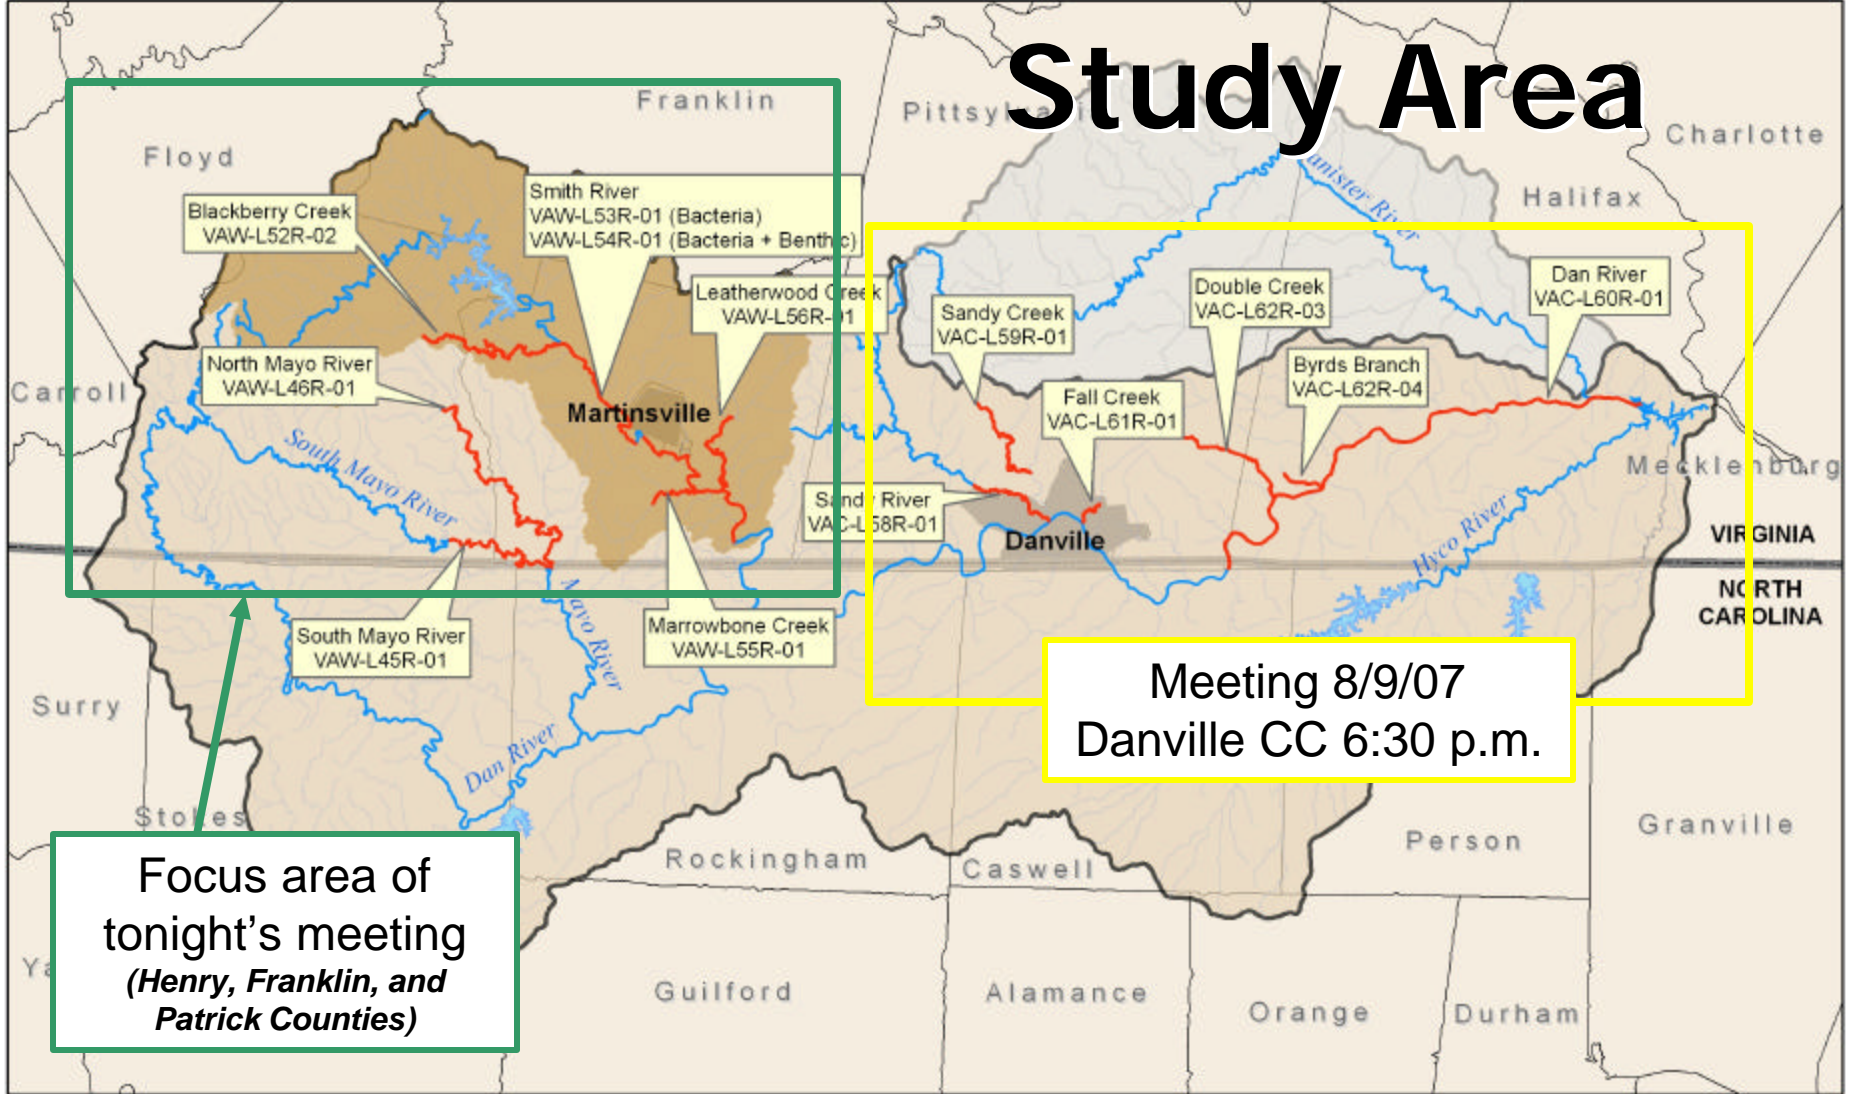 Study Area
Franklin
Pittsylvani
Charlotte
Floyd
Halifax
Smith River
VAW-L53R-01 (Bacteria)
VAW-L54R-01 (Bacteria + Benthic)
Blackberry Creek
VAW-L52R-02
Banister River
Leatherwood Creek
VAW-L56R-01
Sandy Creek
VAC-L59R-01
Double Creek
VAC-L62R-03
Dan River
VAC-L60R-01
North Mayo River
VAW-L46R-01
Byrds Branch
VAC-L62R-04
Carroll
Martinsville
Fall Creek
VAC-L61R-01
South Mayo River
Mecklenburg
Sandy River
VAC-L58R-01
Danville
Hyco River
VIRGINIA
NORTH
CAROLINA
Mayo River
South Mayo River
VAW-L45R-01
Marrowbone Creek
VAW-L55R-01
Surry
Meeting 8/9/07
Danville CC 6:30 p.m.
Dan River
Stokes
Rockingham
Caswell
Person
Granville
Focus area of
tonight’s meeting
(Henry, Franklin, and
Patrick Counties)
Ya
Guilford
Alamance
Orange
Durham